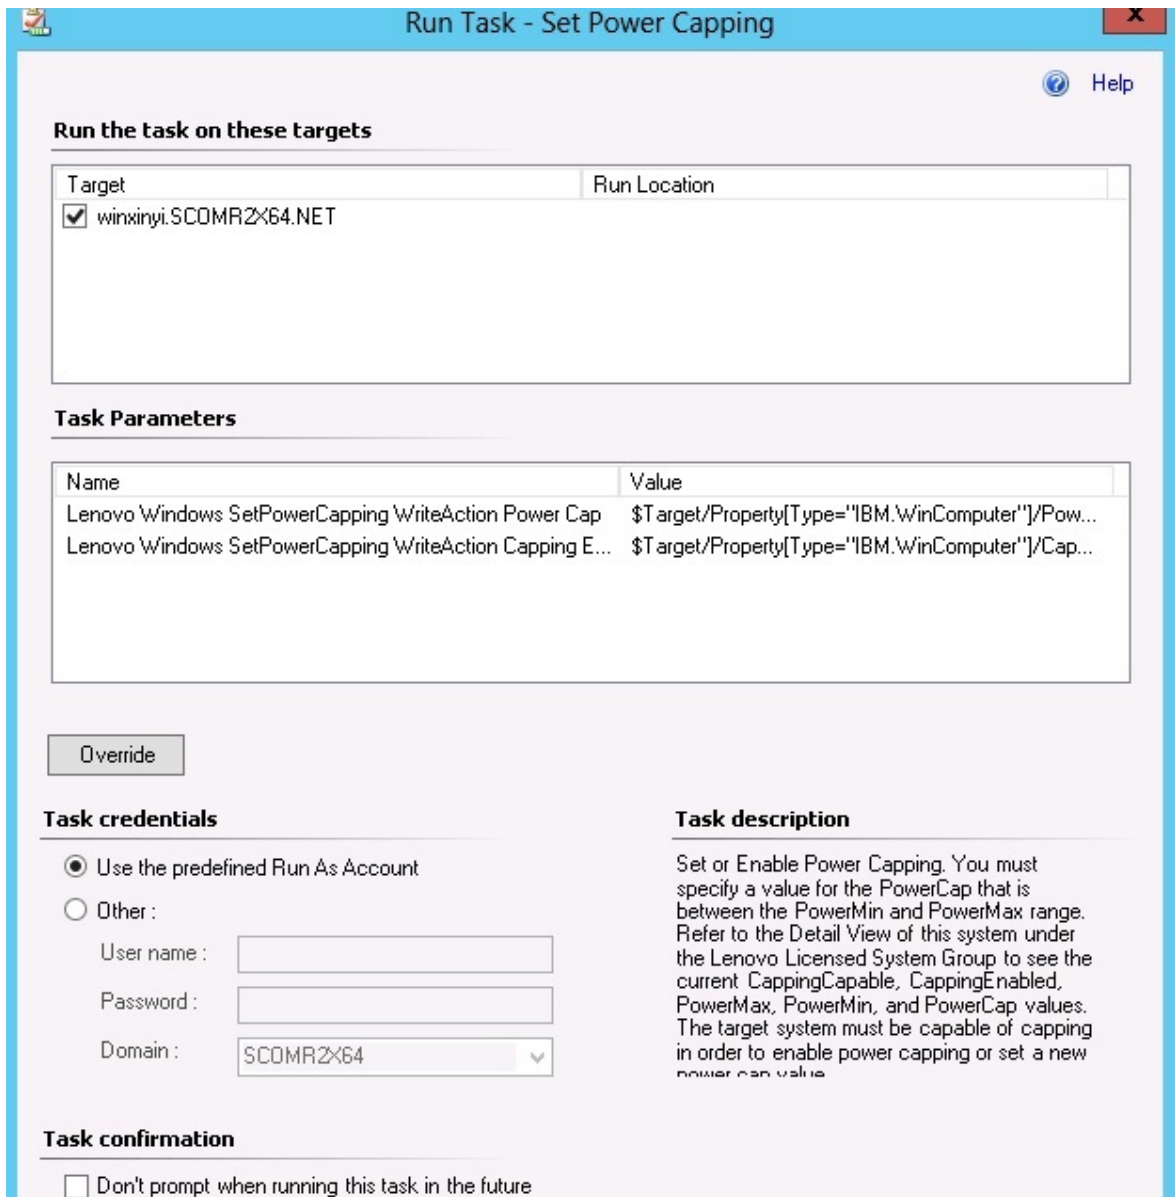 Run Task - Set Power Capping
x
Help
Run the task on these targets
Target Run Location
winxinyi.SCOMR2X64.NET
Task Parameters
Name Value
Lenovo Windows SetPowerCapping WriteAction Power Cap $Target/Property[Type="IBM.WinComputer"]/Pow...
Lenovo Windows SetPowerCapping WriteAction Capping E... $Target/Property[Type="IBM.WinComputer"]/Cap...
Override
Task credentials
Use the predefined Run As Account
Other :
User name :
Password :
Domain : SCOMR2X64
Task description
Set or Enable Power Capping. You must
specify a value for the PowerCap that is
between the PowerMin and PowerMax range.
Refer to the Detail View of this system under
the Lenovo Licensed System Group to see the
current CappingCapable, CappingEnabled,
PowerMax, PowerMin, and PowerCap values.
The target system must be capable of capping
in order to enable power capping or set a new
power cap value
Task confirmation
Don't prompt when running this task in the future